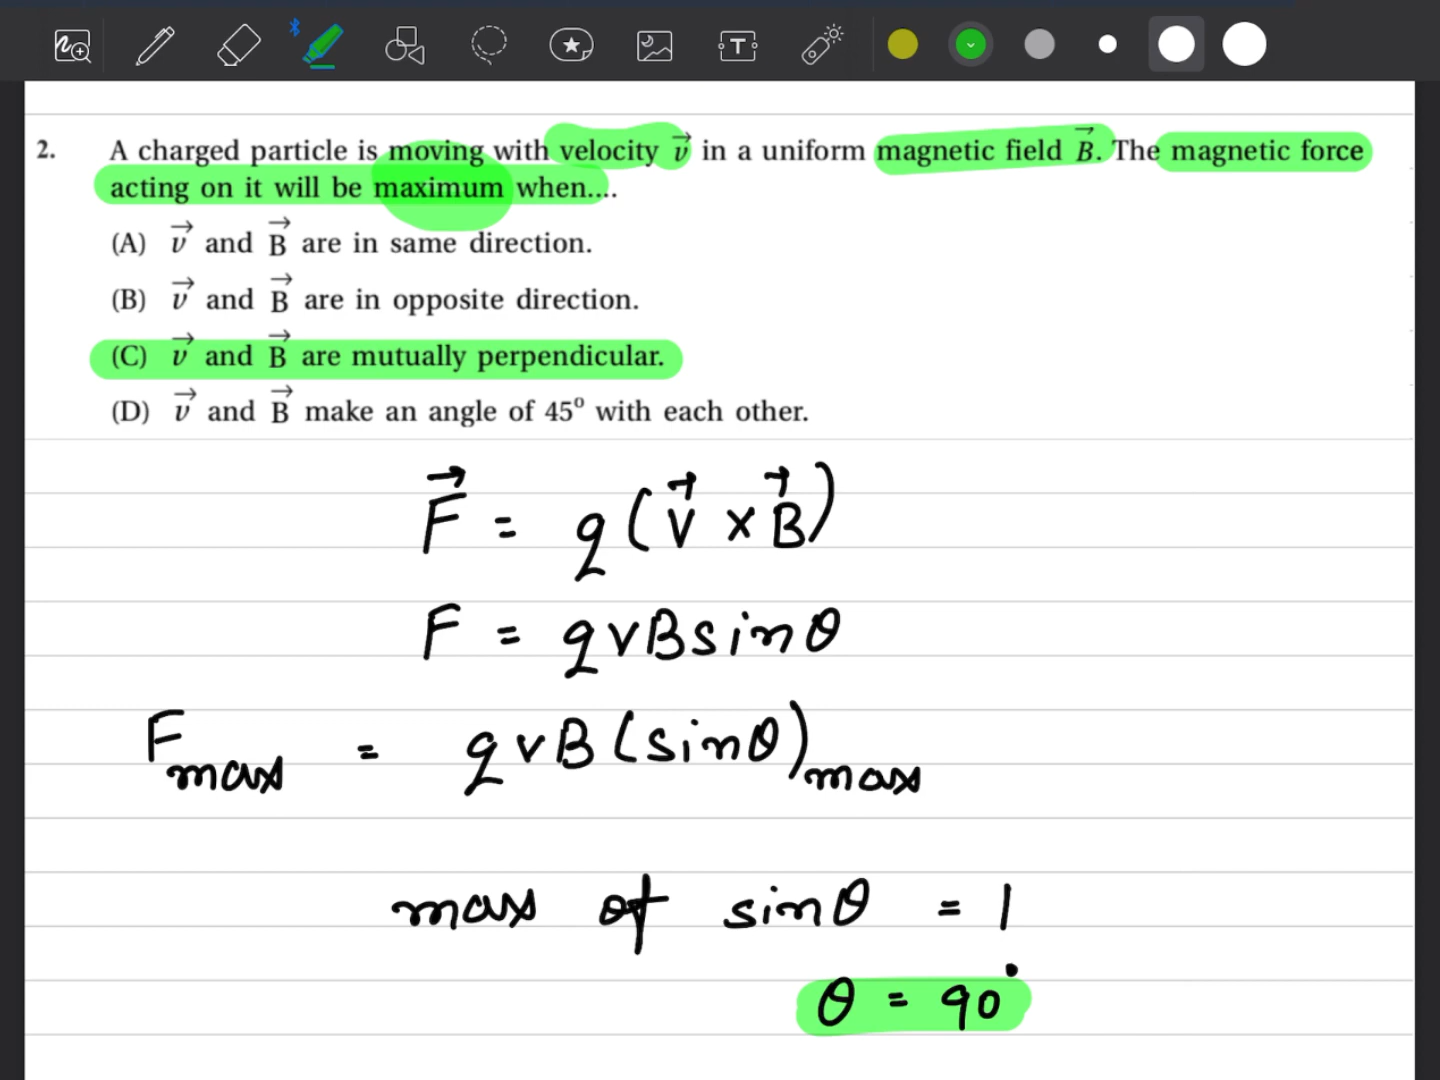 2. A charged particle is moving with velocity v⃗ in a uniform magnetic field B⃗. The magnetic force
acting on it will be maximum when....
(A) v⃗ and B⃗ are in same direction.
(B) v⃗ and B⃗ are in opposite direction.
(C) v⃗ and B⃗ are mutually perpendicular.
(D) v⃗ and B⃗ make an angle of 45° with each other.
F⃗ = q(v⃗ × B⃗)
F = qvBsinθ
F_max = qvB(sinθ)_max
max of sinθ = 1
θ = 90°